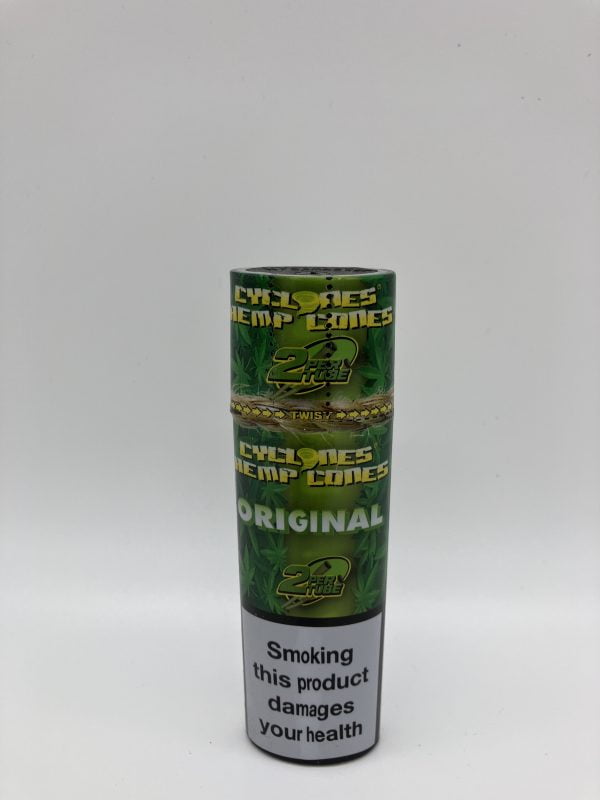 CYCLONES
HEMP CONES
2 PER
TUBE
TWIST
CYCLONES
HEMP CONES
ORIGINAL
2 PER
TUBE
Smoking
this product
damages
your health